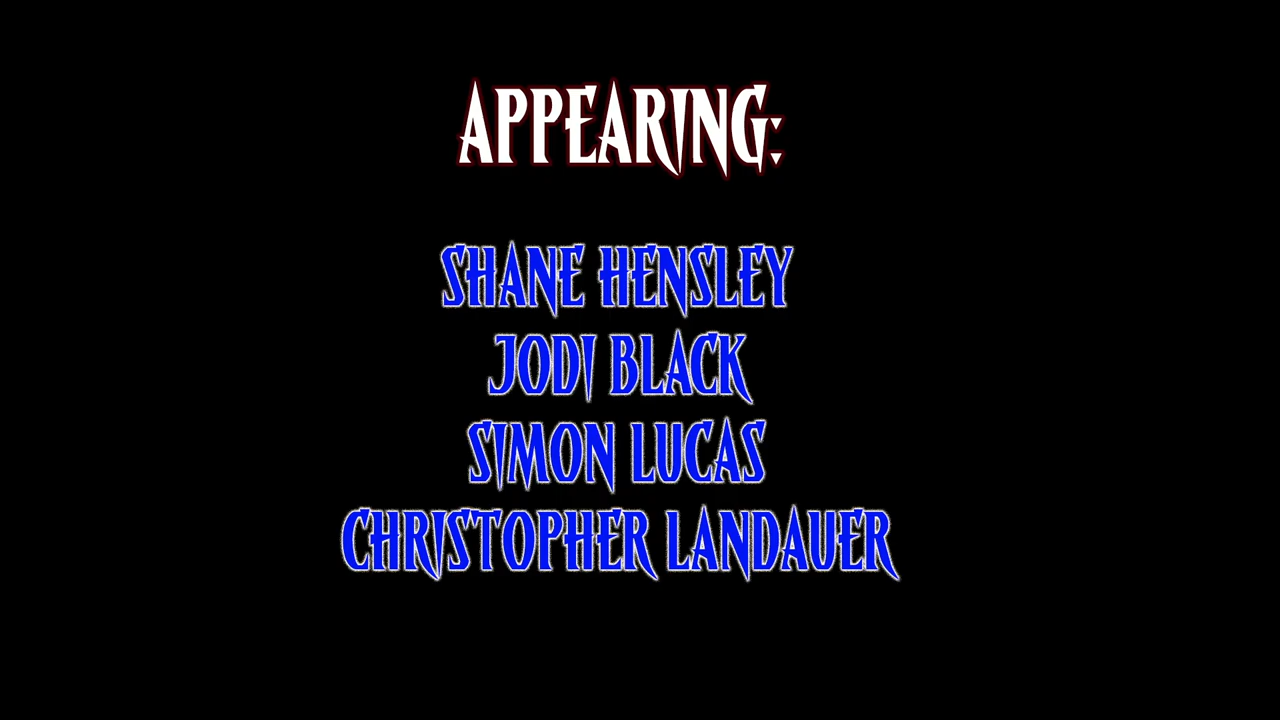 APPEARING:
SHANE HENSLEY
JODI BLACK
SIMON LUCAS
CHRISTOPHER LANDAUER